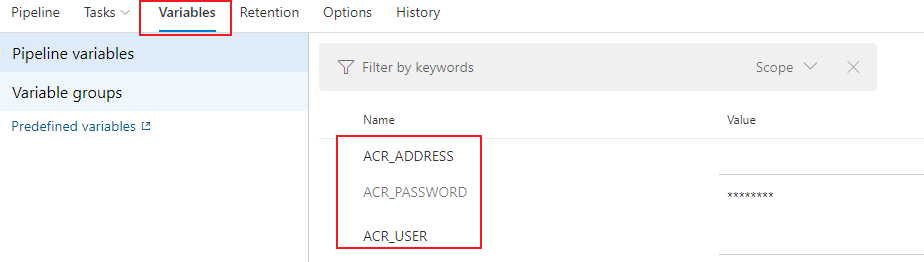 Pipeline Tasks Variables Retention Options History
Pipeline variables
Variable groups
Predefined variables
Filter by keywords Scope
Name Value
ACR_ADDRESS
ACR_PASSWORD ********
ACR_USER